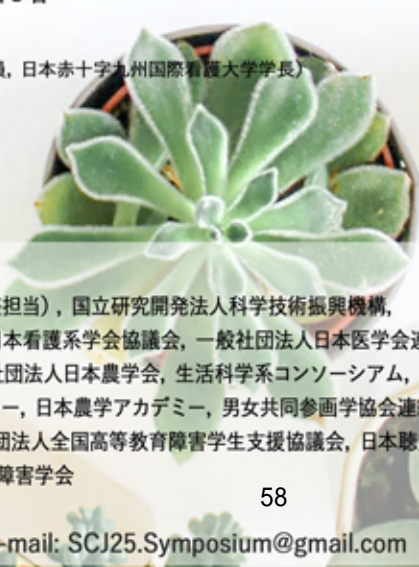 員, 日本赤十字九州国際看護大学学長)
担当), 国立研究開発法人科学技術振興機構,
本看護系学会協議会, 一般社団法人日本医学会連
社団法人日本農学会, 生活科学系コンソーシアム,
ー, 日本農学アカデミー, 男女共同参画学協会連
団法人全国高等教育障害学生支援協議会, 日本聴
障害学会
58
-mail: SCJ25.Symposium@gmail.com